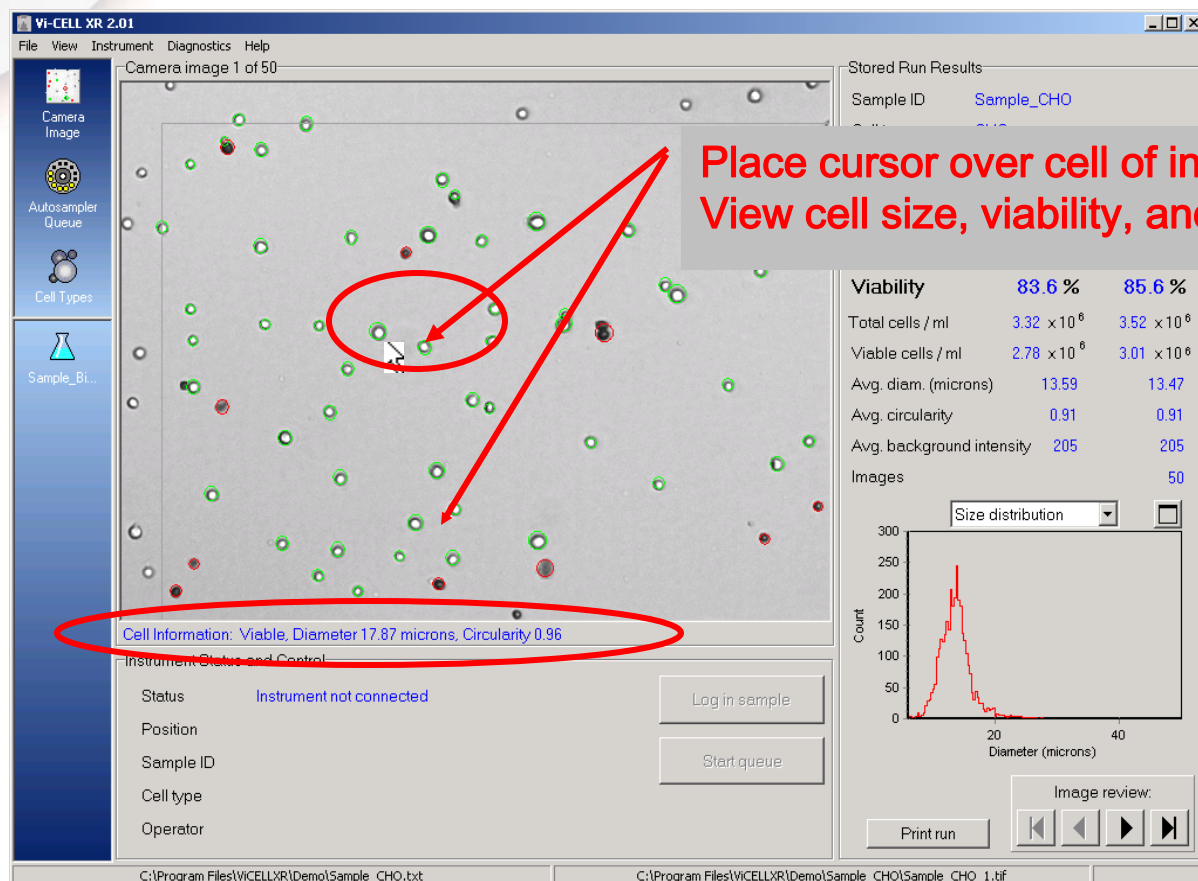 Vi-CELL XR 2.01
File View Instrument Diagnostics Help
Camera image 1 of 50
Camera
Image
Autosampler
Queue
Cell Types
Sample_Bi...
Stored Run Results
Sample ID Sample_CHO
Place cursor over cell of in
View cell size, viability, and
Viability 83.6 % 85.6 %
Total cells / ml 3.32 x 10⁶ 3.52 x 10⁶
Viable cells / ml 2.78 x 10⁶ 3.01 x 10⁶
Avg. diam. (microns) 13.59 13.47
Avg. circularity 0.91 0.91
Avg. background intensity 205 205
Images 50
Size distribution
300
250
200
150
100
50
0
Count
20 40
Diameter (microns)
Image review:
Print run
Cell Information: Viable, Diameter 17.87 microns, Circularity 0.96
Instrument Status and Control
Status Instrument not connected
Position
Sample ID
Cell type
Operator
Log in sample
Start queue
C:\Program Files\ViCELLXR\Demo\Sample_CHO.txt C:\Program Files\ViCELLXR\Demo\Sample_CHO\Sample_CHO_1.tif